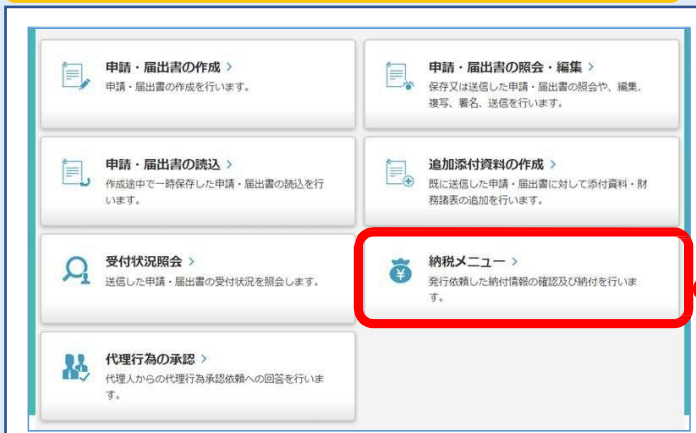 申請・届出書の作成 >
申請・届出書の作成を行います。
申請・届出書の照会・編集 >
保存又は送信した申請・届出書の照会や、編集、
複写、署名、送信を行います。
申請・届出書の読込 >
作成途中で一時保存した申請・届出書の読込を行
います。
追加添付資料の作成 >
既に送信した申請・届出書に対して添付資料・財
務諸表の追加を行います。
受付状況照会 >
送信した申請・届出書の受付状況を照会します。
納税メニュー >
発行依頼した納付情報の確認及び納付を行いま
す。
代理行為の承認 >
代理人からの代理行為承認依頼への回答を行いま
す。